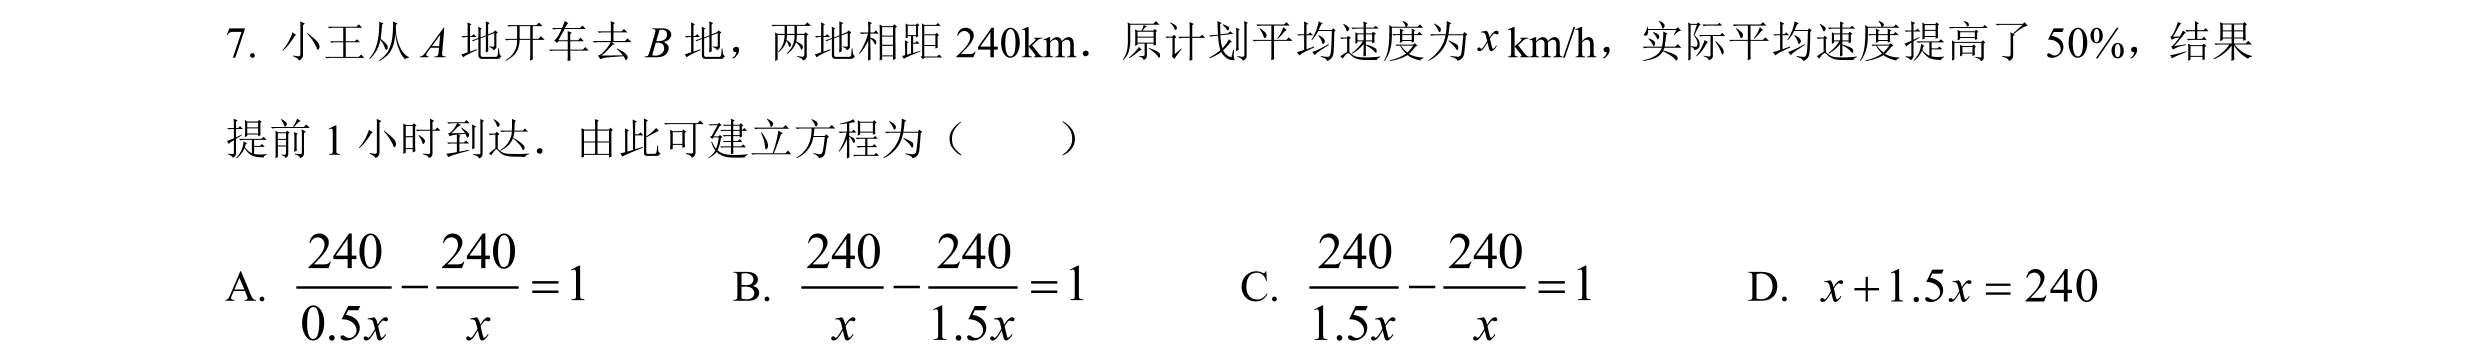 7. 小王从 A 地开车去 B 地，两地相距 240km．原计划平均速度为 x km/h，实际平均速度提高了 50%，结果
提前 1 小时到达．由此可建立方程为（　　）
A. \frac{240}{0.5x}-\frac{240}{x}=1　　B. \frac{240}{x}-\frac{240}{1.5x}=1　　C. \frac{240}{1.5x}-\frac{240}{x}=1　　D. x+1.5x=240